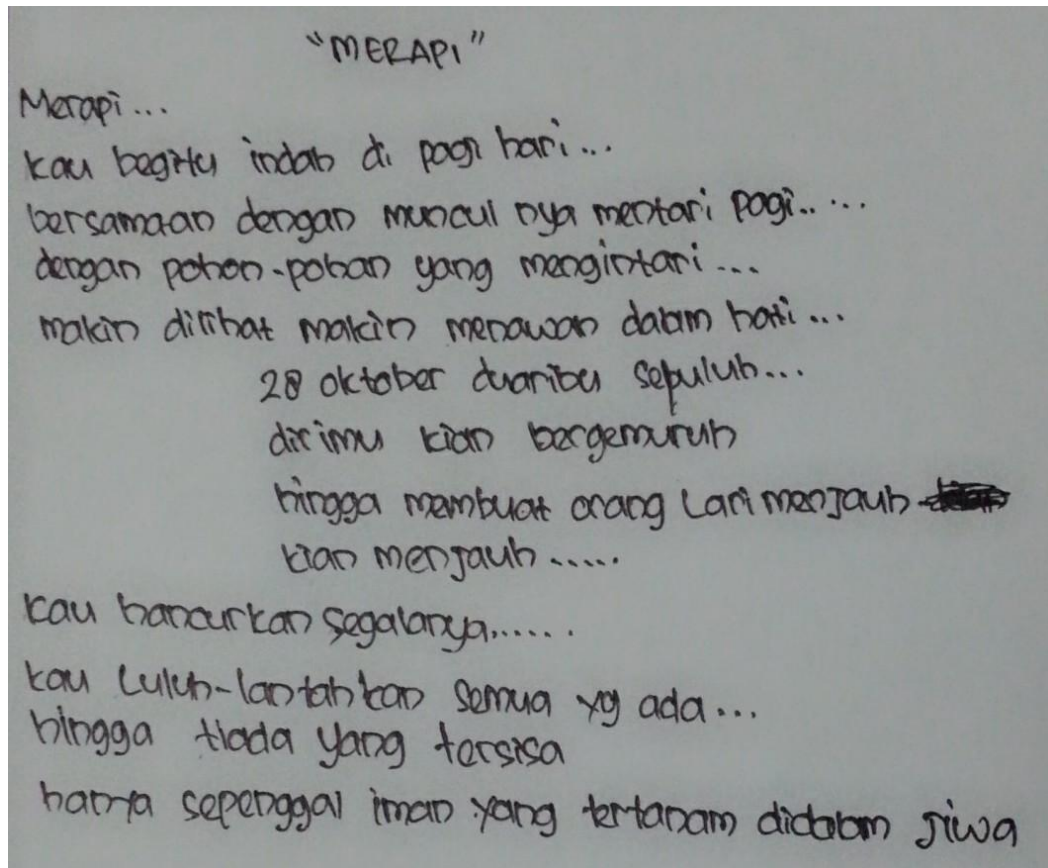 "MERAPI"
Merapi...
kau begitu indah di pagi hari...
bersamaan dengan muncul nya mentari pagi.. ...
dengan pohon-pohon yang mengintari...
makin dilihat makin menawan dalam hati...
28 oktober duaribu sepuluh...
dirimu kian bergemuruh
hingga membuat orang Lari menjauh
kian menjauh.....
kau hancurkan segalanya......
kau Luluh-lantahkan semua yg ada...
hingga tiada yang tersisa
hanya sepenggal iman yang tertanam didalam jiwa